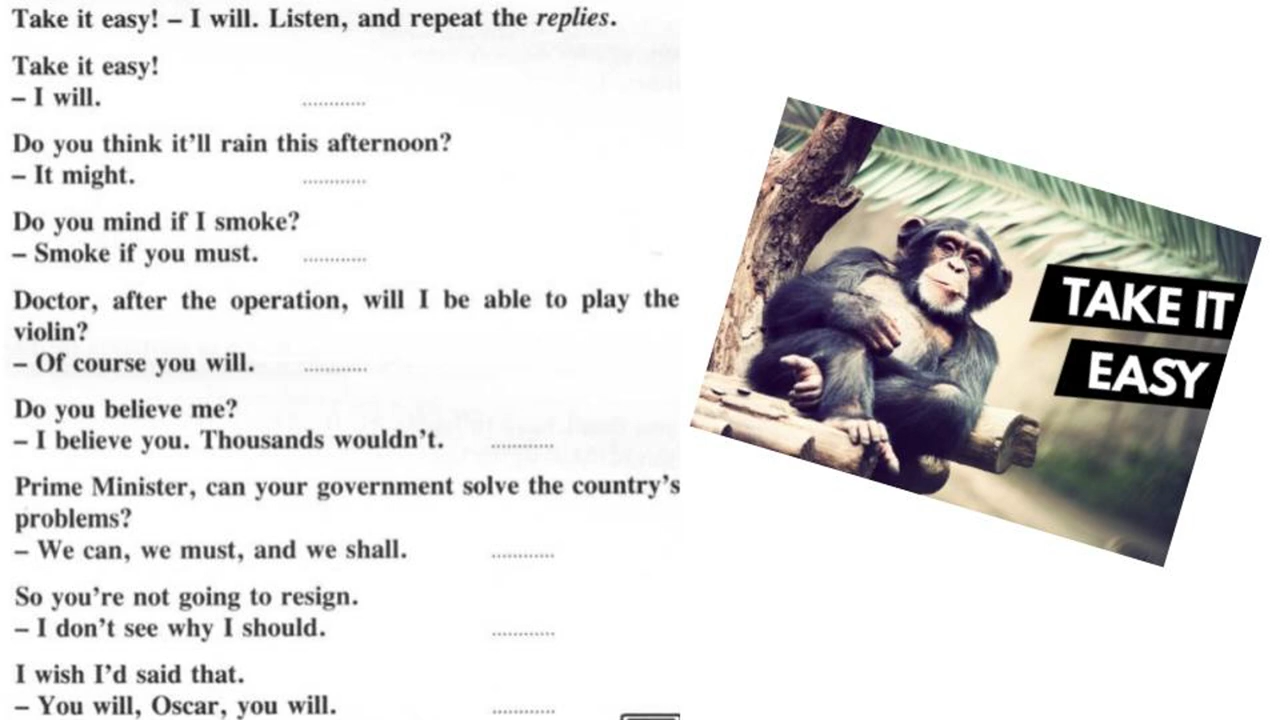 Take it easy! – I will. Listen, and repeat the replies.
Take it easy!
– I will. ............
Do you think it’ll rain this afternoon?
– It might. ............
Do you mind if I smoke?
– Smoke if you must. ............
Doctor, after the operation, will I be able to play the
violin?
– Of course you will. ............
Do you believe me?
– I believe you. Thousands wouldn’t. ............
Prime Minister, can your government solve the country’s
problems?
– We can, we must, and we shall. ............
So you’re not going to resign.
– I don’t see why I should. ............
I wish I’d said that.
– You will, Oscar, you will. ............
TAKE IT
EASY